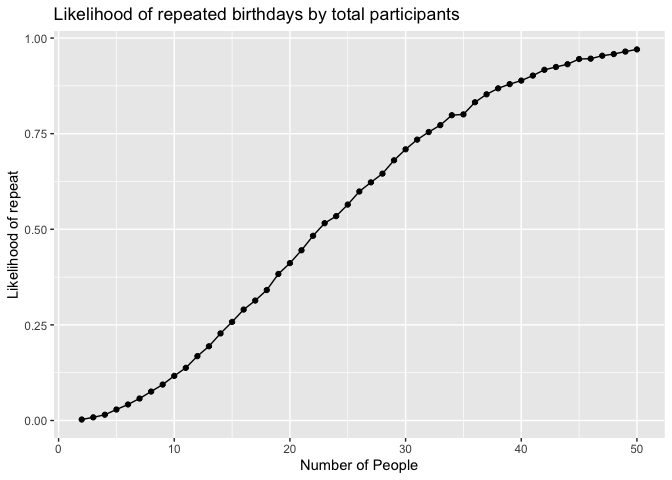 Likelihood of repeated birthdays by total participants
1.00
0.75
0.50
0.25
0.00
Likelihood of repeat
0 10 20 30 40 50
Number of People